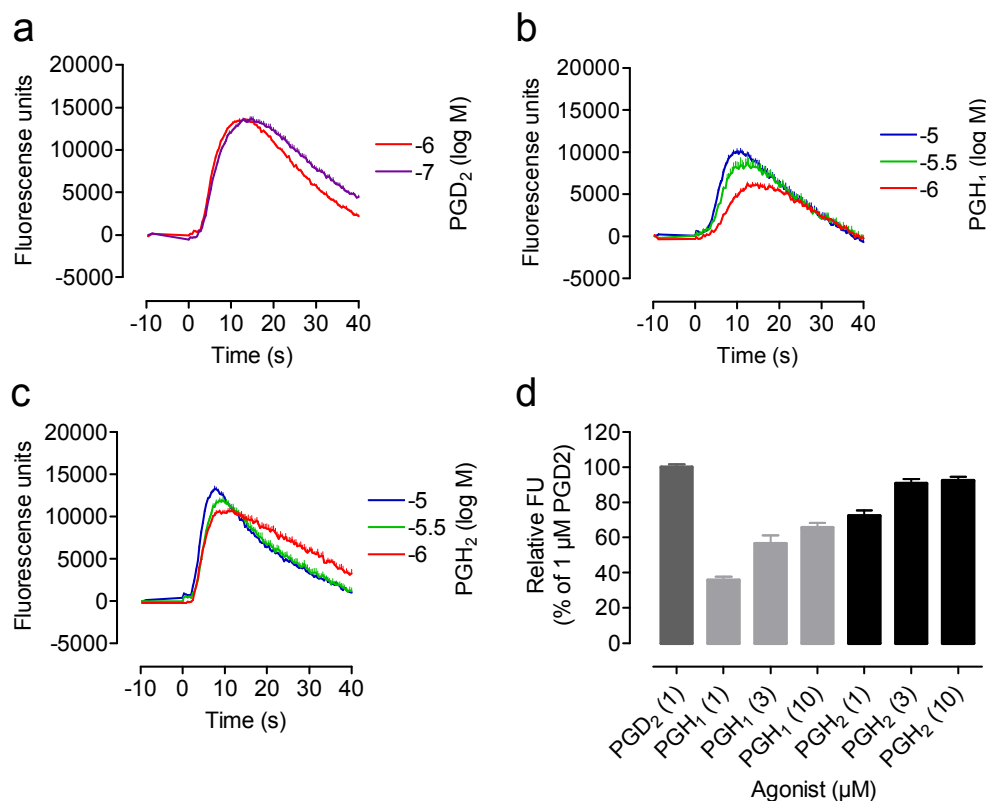 a
20000
15000
10000
5000
0
-5000
Fluorescense units
-10 0 10 20 30 40
Time (s)
-6
-7
PGD₂ (log M)
b
20000
15000
10000
5000
0
-5000
Fluorescense units
-10 0 10 20 30 40
Time (s)
-5
-5.5
-6
PGH₁ (log M)
c
20000
15000
10000
5000
0
-5000
Fluorescense units
-10 0 10 20 30 40
Time (s)
-5
-5.5
-6
PGH₂ (log M)
d
120
100
80
60
40
20
0
Relative FU
(% of 1 µM PGD2)
PGD₂ (1)
PGH₁ (1)
PGH₁ (3)
PGH₁ (10)
PGH₂ (1)
PGH₂ (3)
PGH₂ (10)
Agonist (µM)